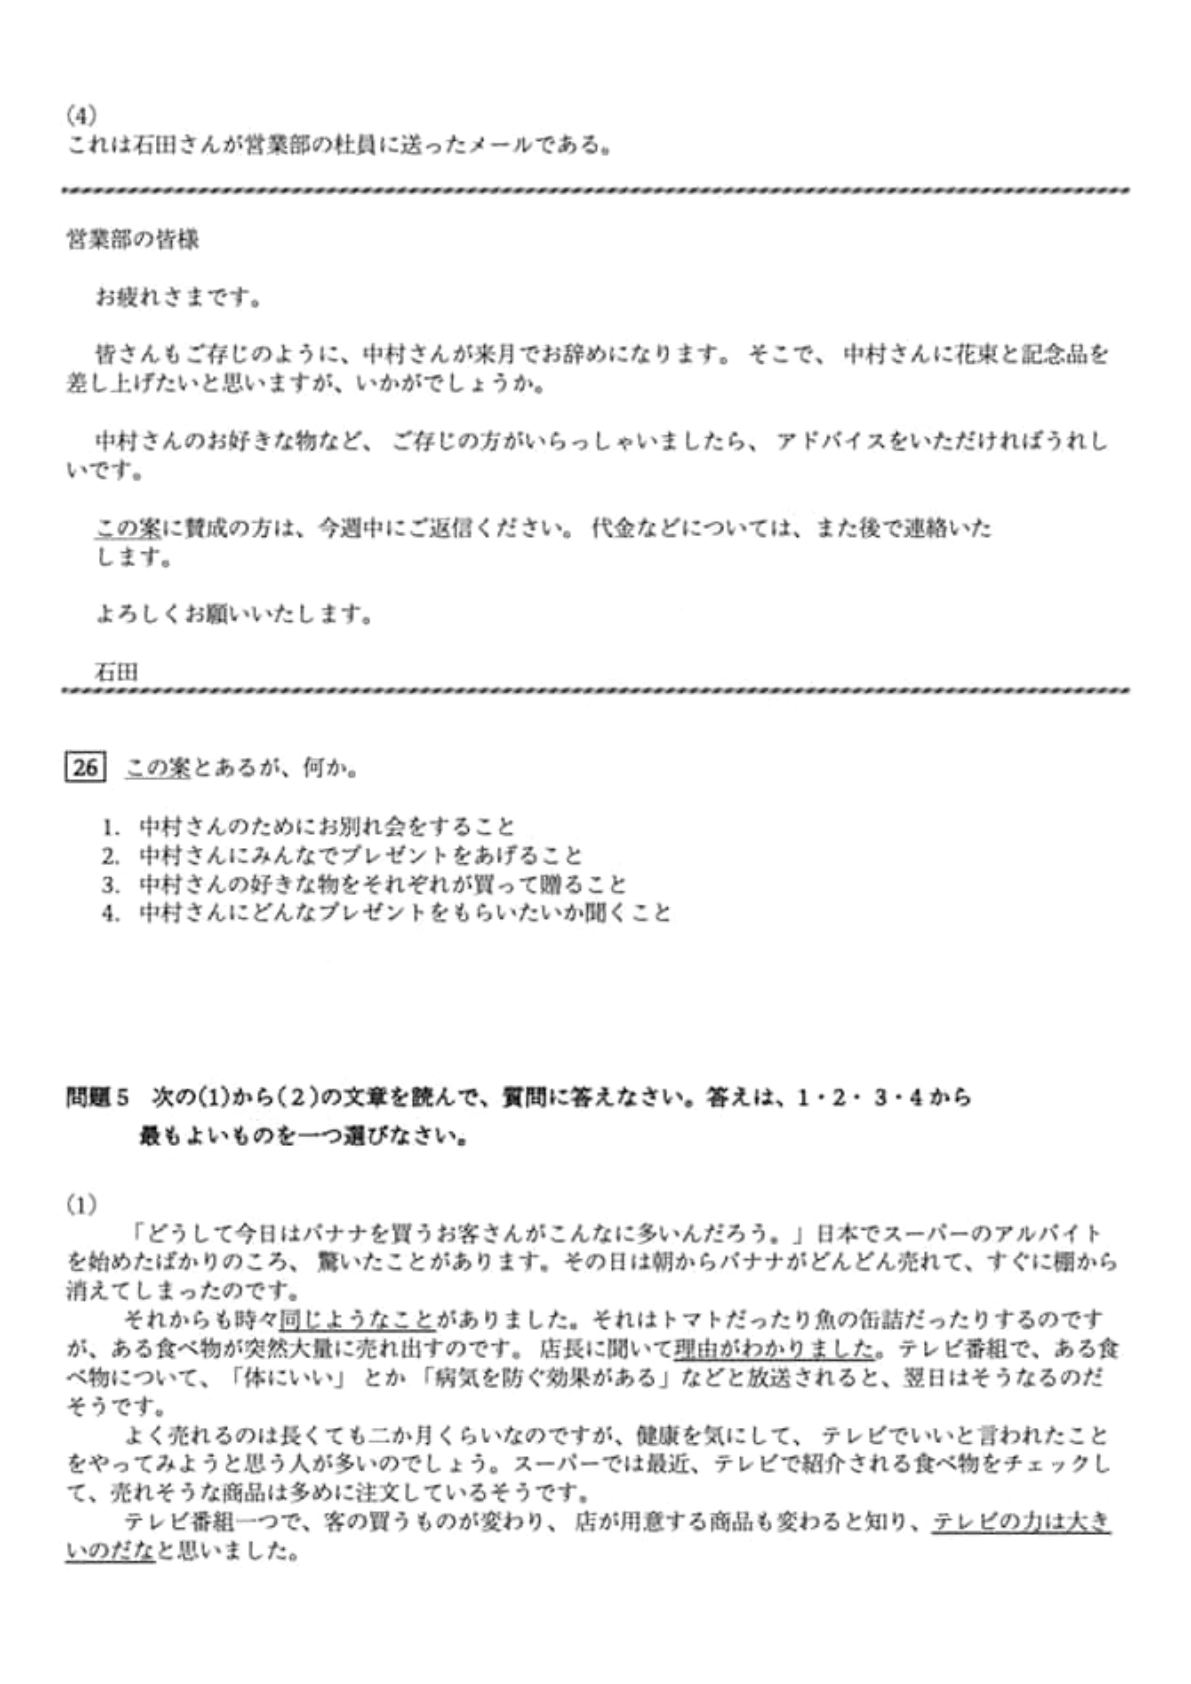 (4)
これは石田さんが営業部の社員に送ったメールである。
営業部の皆様
お疲れさまです。
皆さんもご存じのように、中村さんが来月でお辞めになります。 そこで、 中村さんに花束と記念品を
差し上げたいと思いますが、いかがでしょうか。
中村さんのお好きな物など、 ご存じの方がいらっしゃいましたら、 アドバイスをいただければうれし
いです。
この案に賛成の方は、今週中にご返信ください。 代金などについては、また後で連絡いた
します。
よろしくお願いいたします。
石田
26 この案とあるが、何か。
1. 中村さんのためにお別れ会をすること
2. 中村さんにみんなでプレゼントをあげること
3. 中村さんの好きな物をそれぞれが買って贈ること
4. 中村さんにどんなプレゼントをもらいたいか聞くこと
問題5 次の(1)から(2)の文章を読んで、質問に答えなさい。答えは、1・2・3・4から
最もよいものを一つ選びなさい。
(1)
「どうして今日はバナナを買うお客さんがこんなに多いんだろう。」日本でスーパーのアルバイト
を始めたばかりのころ、 驚いたことがあります。その日は朝からバナナがどんどん売れて、すぐに棚から
消えてしまったのです。
それからも時々同じようなことがありました。それはトマトだったり魚の缶詰だったりするのです
が、ある食べ物が突然大量に売れ出すのです。 店長に聞いて理由がわかりました。テレビ番組で、ある食
べ物について、「体にいい」 とか 「病気を防ぐ効果がある」などと放送されると、翌日はそうなるのだ
そうです。
よく売れるのは長くても二か月くらいなのですが、健康を気にして、 テレビでいいと言われたこと
をやってみようと思う人が多いのでしょう。スーパーでは最近、テレビで紹介される食べ物をチェックし
て、売れそうな商品は多めに注文しているそうです。
テレビ番組一つで、客の買うものが変わり、 店が用意する商品も変わると知り、テレビの力は大き
いのだなと思いました。